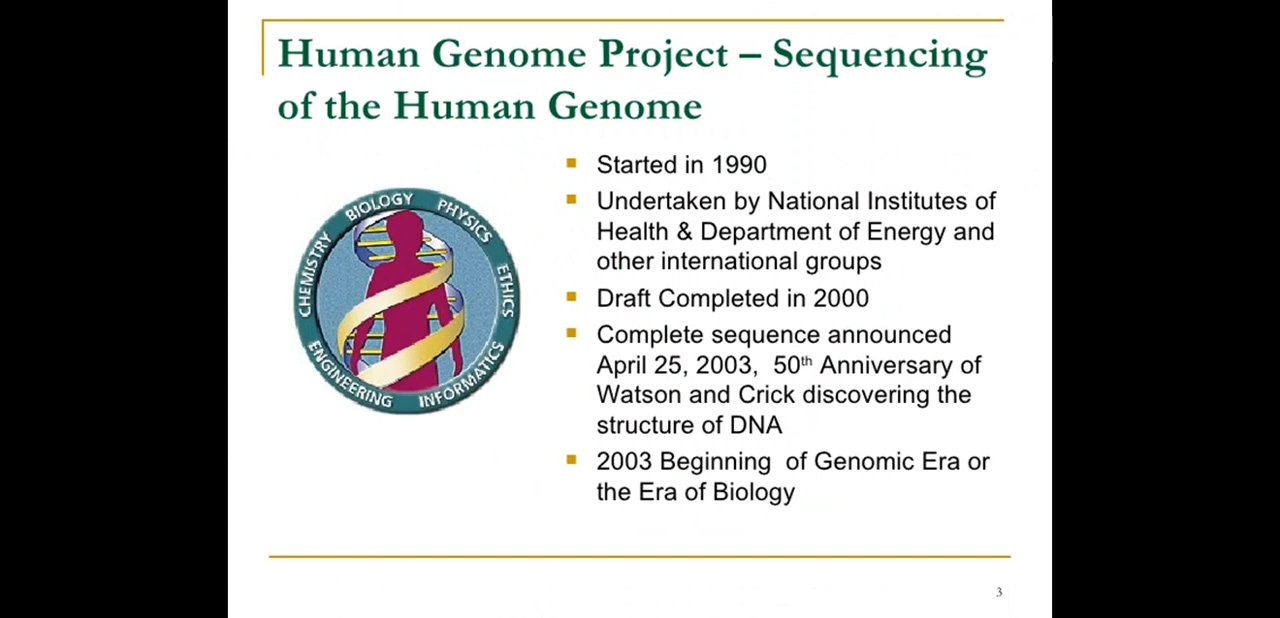 Human Genome Project – Sequencing
of the Human Genome
CHEMISTRY BIOLOGY PHYSICS ETHICS INFORMATICS ENGINEERING
■ Started in 1990
■ Undertaken by National Institutes of
Health & Department of Energy and
other international groups
■ Draft Completed in 2000
■ Complete sequence announced
April 25, 2003,  50th Anniversary of
Watson and Crick discovering the
structure of DNA
■ 2003 Beginning  of Genomic Era or
the Era of Biology
3